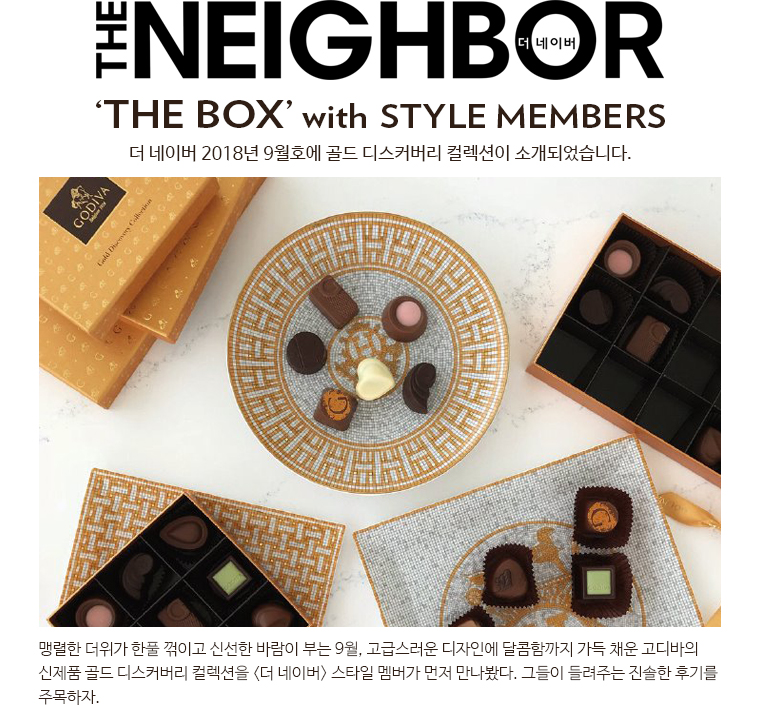 THE NEIGHBOR 더 네이버
‘THE BOX’ with STYLE MEMBERS
더 네이버 2018년 9월호에 골드 디스커버리 컬렉션이 소개되었습니다.
GODIVA
Belgium 1926
Gold Discovery Collection
맹렬한 더위가 한풀 꺾이고 신선한 바람이 부는 9월, 고급스러운 디자인에 달콤함까지 가득 채운 고디바의
신제품 골드 디스커버리 컬렉션을 <더 네이버> 스타일 멤버가 먼저 만나봤다. 그들이 들려주는 진솔한 후기를
주목하자.